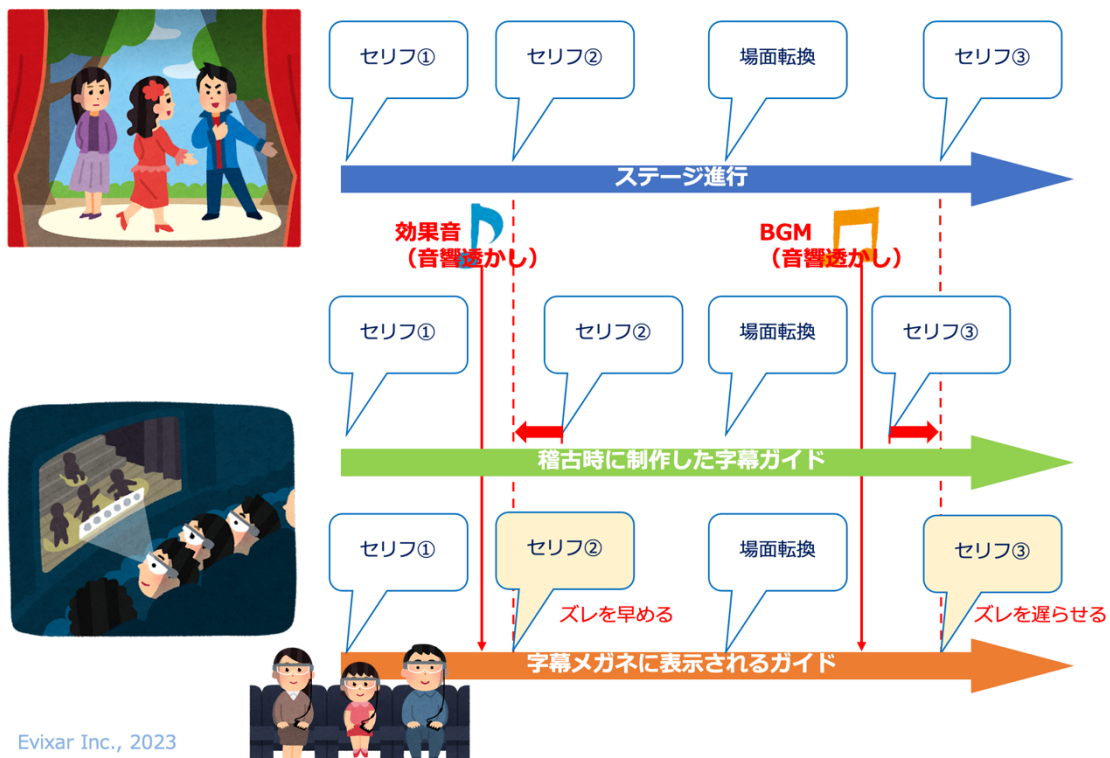 セリフ①
セリフ②
場面転換
セリフ③
ステージ進行
効果音
（音響透かし）
BGM
（音響透かし）
セリフ①
セリフ②
場面転換
セリフ③
稽古時に制作した字幕ガイド
セリフ①
セリフ②
場面転換
セリフ③
ズレを早める
ズレを遅らせる
字幕メガネに表示されるガイド
Evixar Inc., 2023